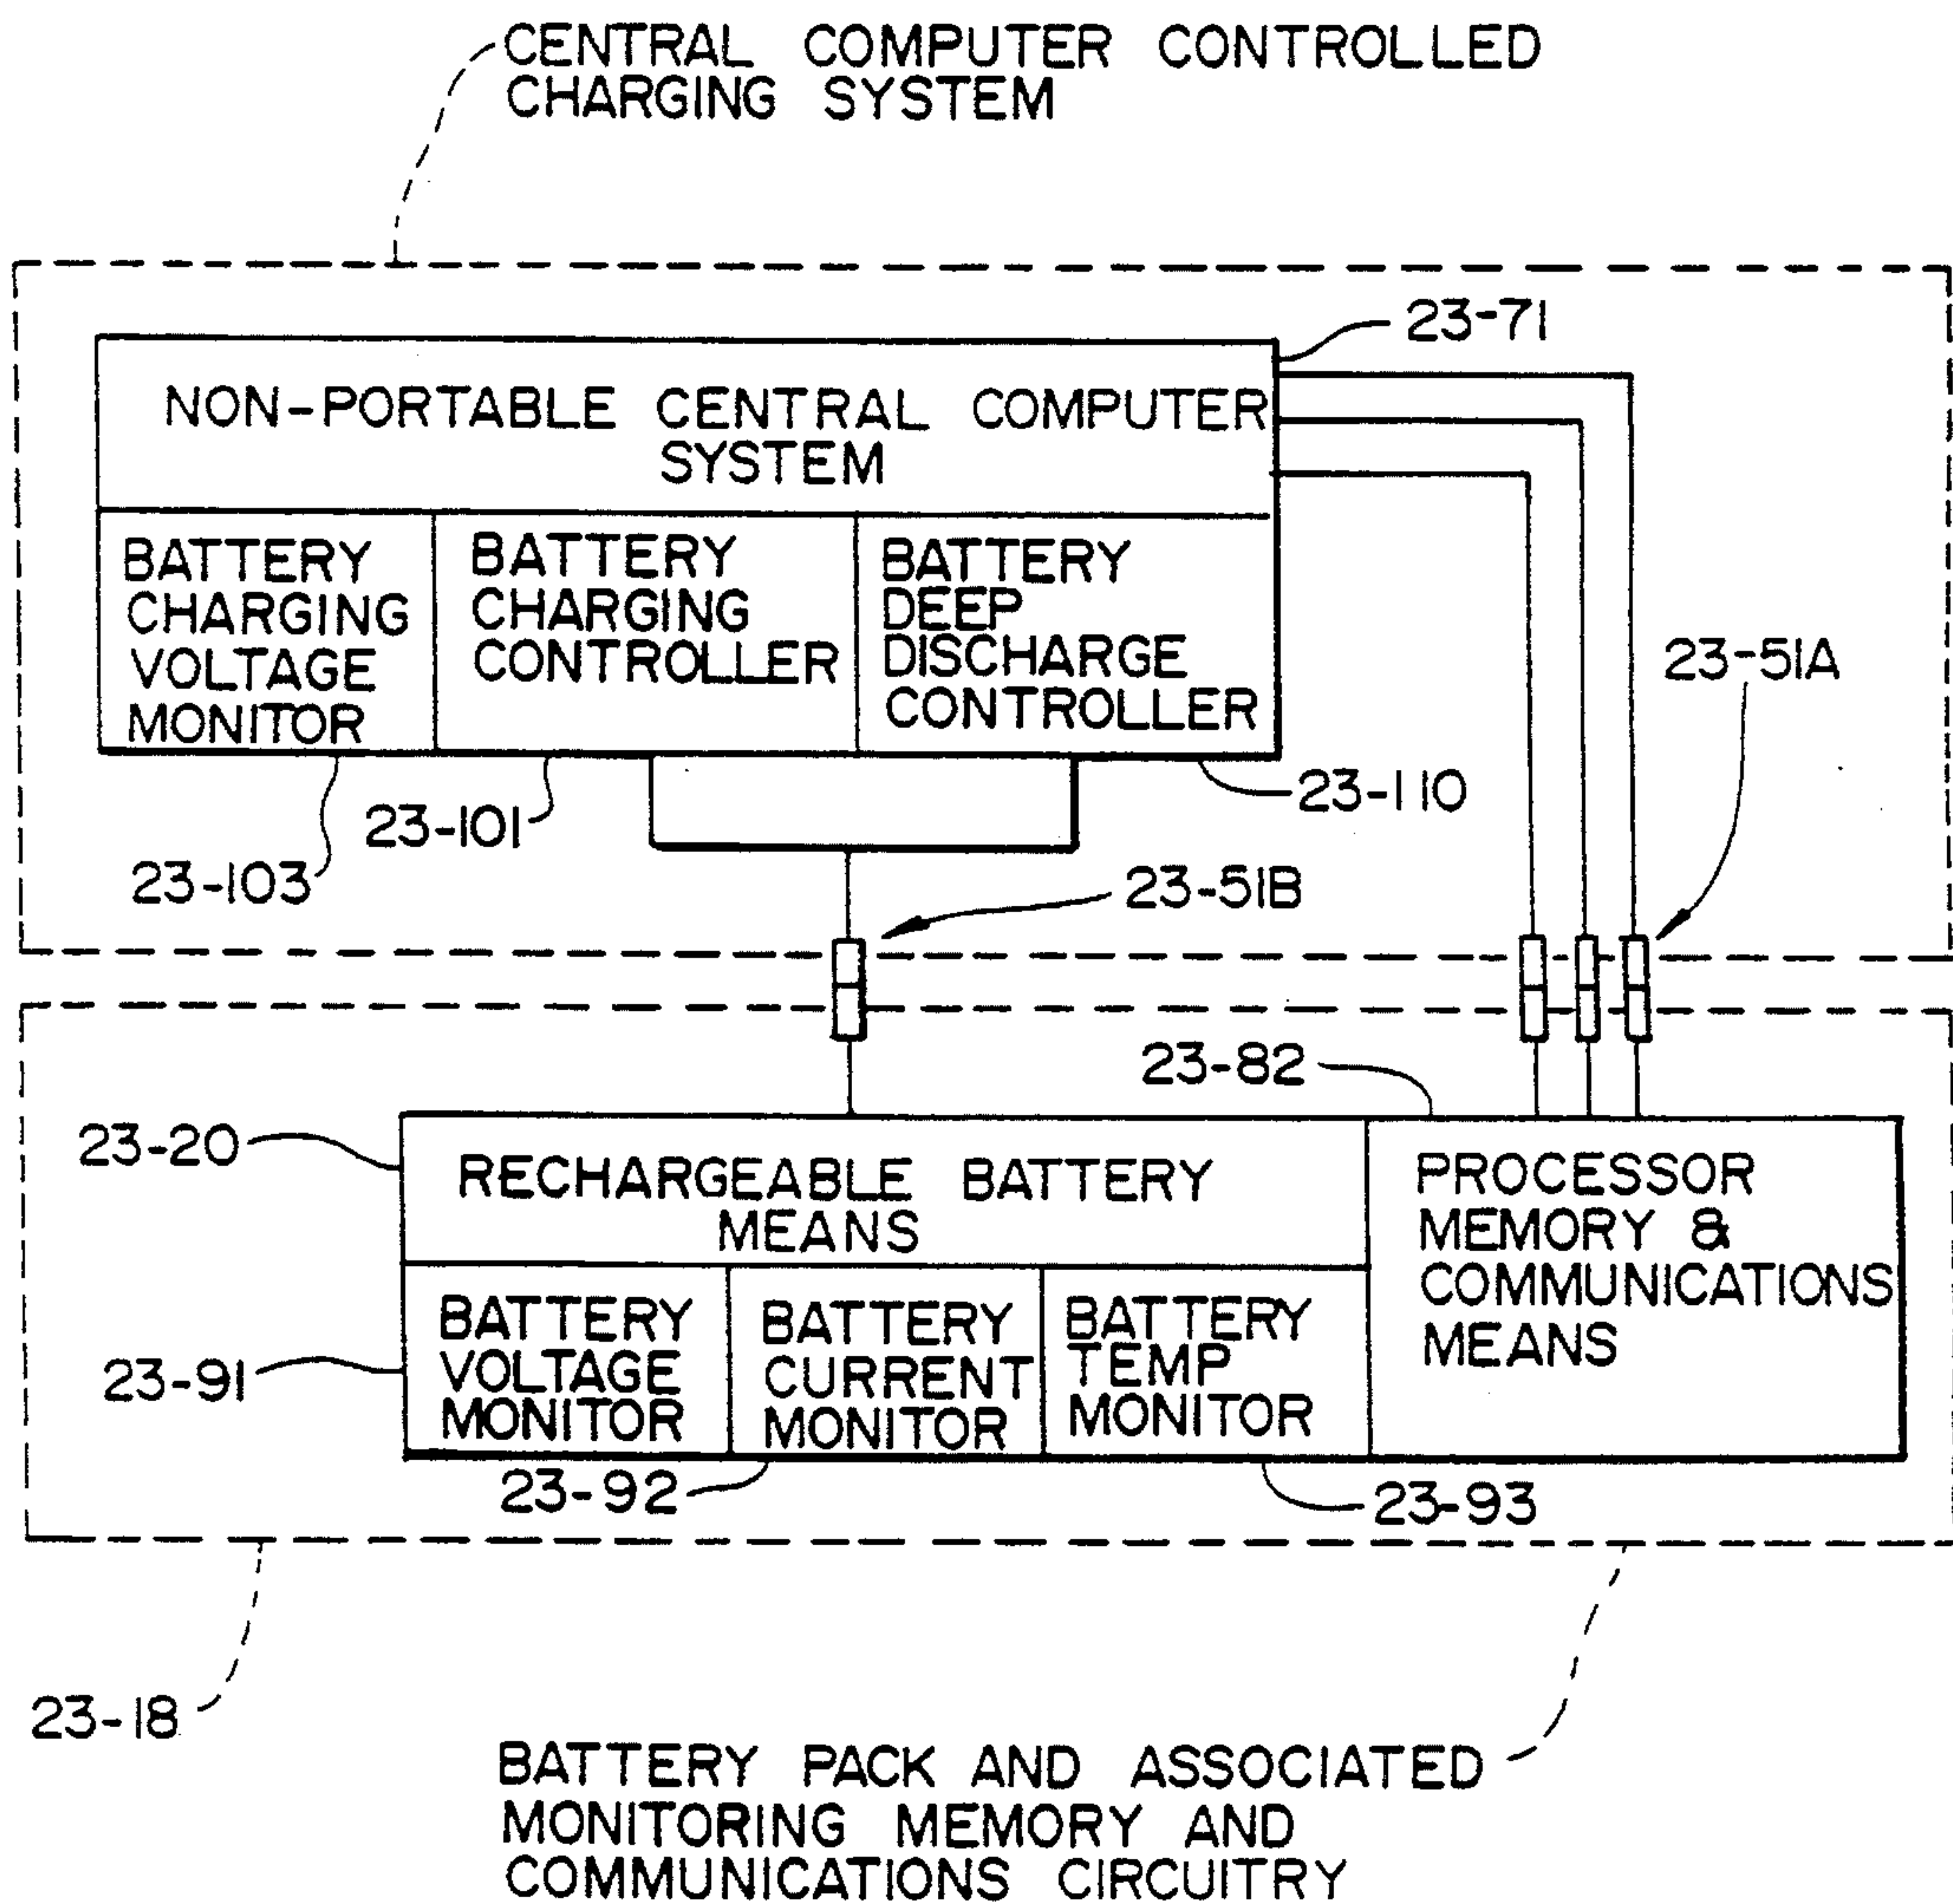 CENTRAL COMPUTER CONTROLLED
CHARGING SYSTEM
23-71
NON-PORTABLE CENTRAL COMPUTER
SYSTEM
BATTERY
CHARGING
VOLTAGE
MONITOR
BATTERY
CHARGING
CONTROLLER
BATTERY
DEEP
DISCHARGE
CONTROLLER
23-51A
23-110
23-101
23-103
23-51B
23-82
23-20
RECHARGEABLE BATTERY
MEANS
PROCESSOR
MEMORY &
COMMUNICATIONS
MEANS
BATTERY
VOLTAGE
MONITOR
BATTERY
CURRENT
MONITOR
BATTERY
TEMP
MONITOR
23-91
23-92
23-93
23-18
BATTERY PACK AND ASSOCIATED
MONITORING MEMORY AND
COMMUNICATIONS CIRCUITRY